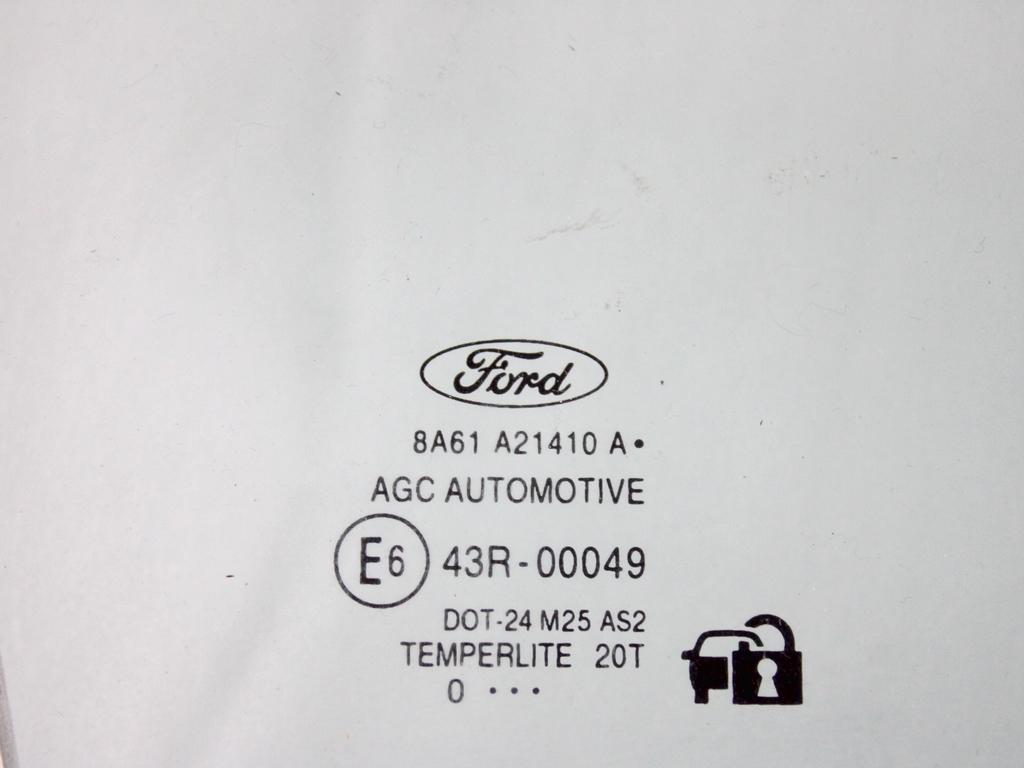 Ford
8A61 A21410 A•
AGC AUTOMOTIVE
E6 43R-00049
DOT-24 M25 AS2
TEMPERLITE 20T
0 •••